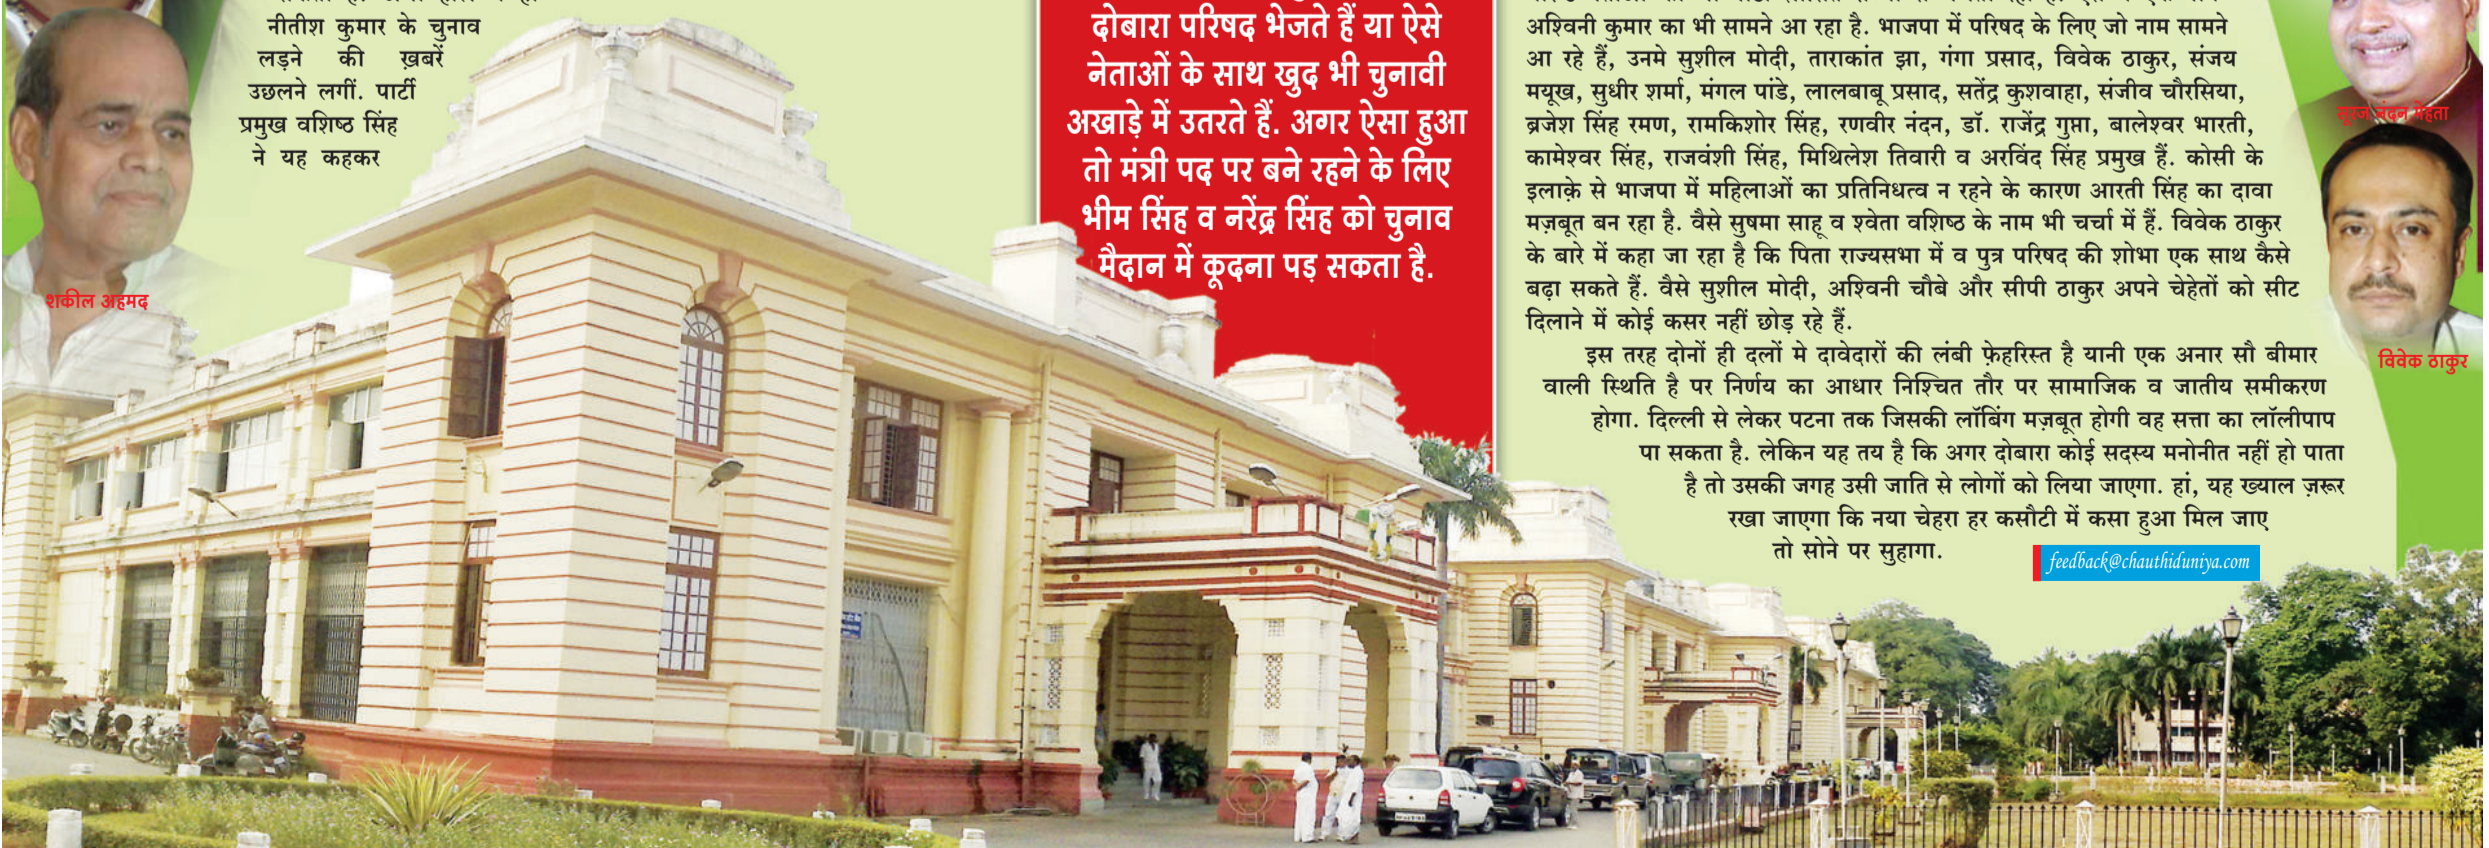 नीतीश कुमार के चुनाव
लड़ने की ख़बरें
उछलने लगीं. पार्टी
प्रमुख वशिष्ठ सिंह
ने यह कहकर
शकील अहमद
दोबारा परिषद भेजते हैं या ऐसे
नेताओं के साथ खुद भी चुनावी
अखाड़े में उतरते हैं. अगर ऐसा हुआ
तो मंत्री पद पर बने रहने के लिए
भीम सिंह व नरेंद्र सिंह को चुनाव
मैदान में कूदना पड़ सकता है.
अश्विनी कुमार का भी सामने आ रहा है. भाजपा में परिषद के लिए जो नाम सामने
आ रहे हैं, उनमे सुशील मोदी, ताराकांत झा, गंगा प्रसाद, विवेक ठाकुर, संजय
मयूख, सुधीर शर्मा, मंगल पांडे, लालबाबू प्रसाद, सतेंद्र कुशवाहा, संजीव चौरसिया,
ब्रजेश सिंह रमण, रामकिशोर सिंह, रणवीर नंदन, डॉ. राजेंद्र गुप्ता, बालेश्वर भारती,
कामेश्वर सिंह, राजवंशी सिंह, मिथिलेश तिवारी व अरविंद सिंह प्रमुख हैं. कोसी के
इलाक़े से भाजपा में महिलाओं का प्रतिनिधत्व न रहने के कारण आरती सिंह का दावा
मज़बूत बन रहा है. वैसे सुषमा साहू व श्वेता वशिष्ठ के नाम भी चर्चा में हैं. विवेक ठाकुर
के बारे में कहा जा रहा है कि पिता राज्यसभा में व पुत्र परिषद की शोभा एक साथ कैसे
बढ़ा सकते हैं. वैसे सुशील मोदी, अश्विनी चौबे और सीपी ठाकुर अपने चेहेतों को सीट
दिलाने में कोई कसर नहीं छोड़ रहे हैं.
इस तरह दोनों ही दलों मे दावेदारों की लंबी फ़ेहरिस्त है यानी एक अनार सौ बीमार
वाली स्थिति है पर निर्णय का आधार निश्चित तौर पर सामाजिक व जातीय समीकरण
होगा. दिल्ली से लेकर पटना तक जिसकी लॉबिंग मज़बूत होगी वह सत्ता का लॉलीपाप
पा सकता है. लेकिन यह तय है कि अगर दोबारा कोई सदस्य मनोनीत नहीं हो पाता
है तो उसकी जगह उसी जाति से लोगों को लिया जाएगा. हां, यह ख्याल ज़रूर
रखा जाएगा कि नया चेहरा हर कसौटी में कसा हुआ मिल जाए
तो सोने पर सुहागा.
feedback@chauthiduniya.com
सूरज नंदन मेहता
विवेक ठाकुर